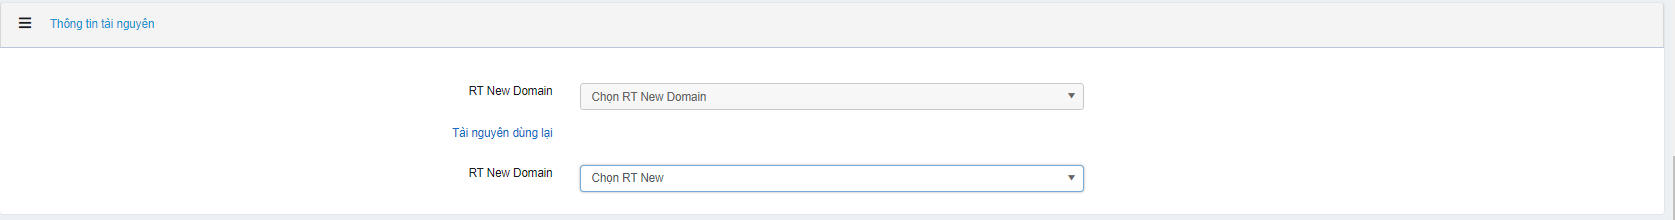 Thông tin tài nguyên
RT New Domain
Chọn RT New Domain
Tài nguyên dùng lại
RT New Domain
Chọn RT New